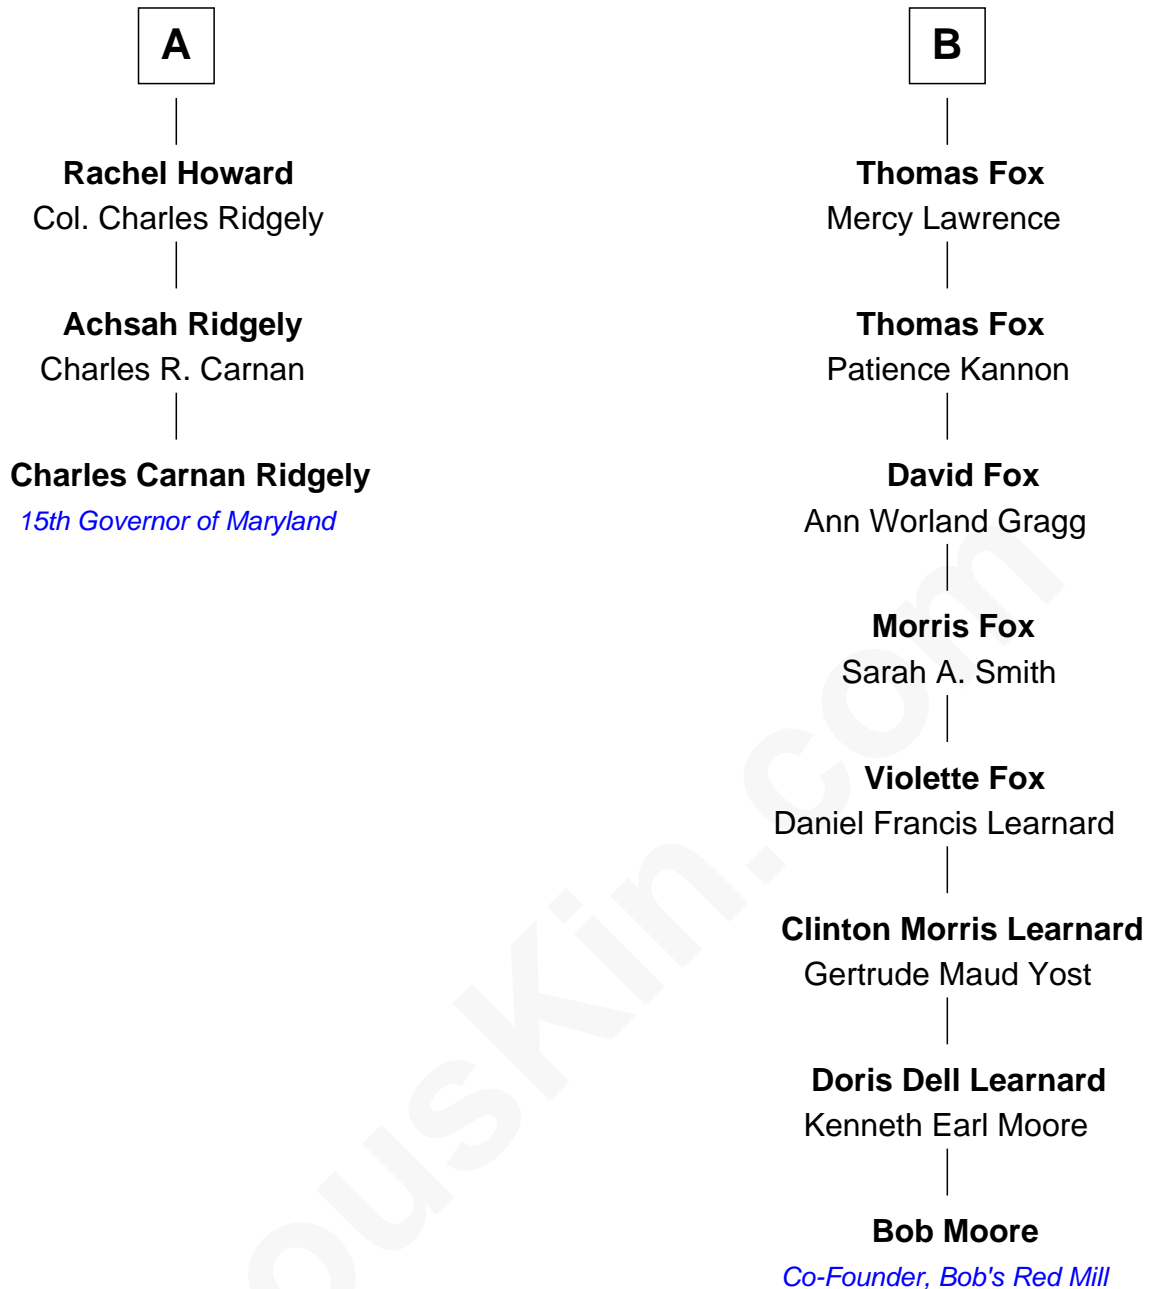 A
Rachel Howard
Col. Charles Ridgely
Achsah Ridgely
Charles R. Carnan
Charles Carnan Ridgely
15th Governor of Maryland
B
Thomas Fox
Mercy Lawrence
Thomas Fox
Patience Kannon
David Fox
Ann Worland Gragg
Morris Fox
Sarah A. Smith
Violette Fox
Daniel Francis Learnard
Clinton Morris Learnard
Gertrude Maud Yost
Doris Dell Learnard
Kenneth Earl Moore
Bob Moore
Co-Founder, Bob's Red Mill
ousKin.com